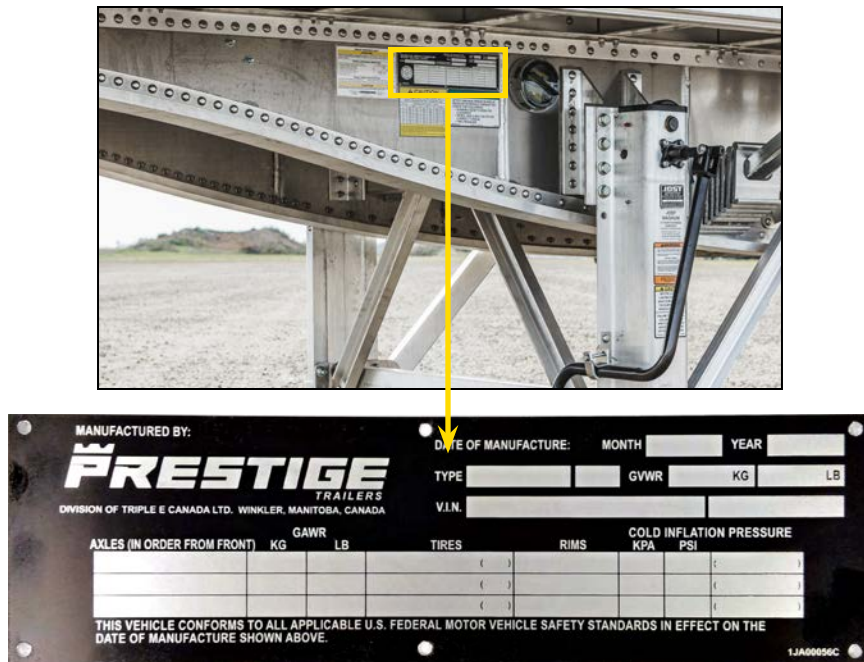 CAUTION
JOST
MANUFACTURED BY:
PRESTIGE
TRAILERS
DIVISION OF TRIPLE E CANADA LTD. WINKLER, MANITOBA, CANADA
DATE OF MANUFACTURE: MONTH YEAR
TYPE GVWR KG LB
V.I.N.
GAWR COLD INFLATION PRESSURE
AXLES (IN ORDER FROM FRONT) KG LB TIRES RIMS KPA PSI
( ) ( )
( ) ( )
( ) ( )
THIS VEHICLE CONFORMS TO ALL APPLICABLE U.S. FEDERAL MOTOR VEHICLE SAFETY STANDARDS IN EFFECT ON THE
DATE OF MANUFACTURE SHOWN ABOVE.
1JA00056C